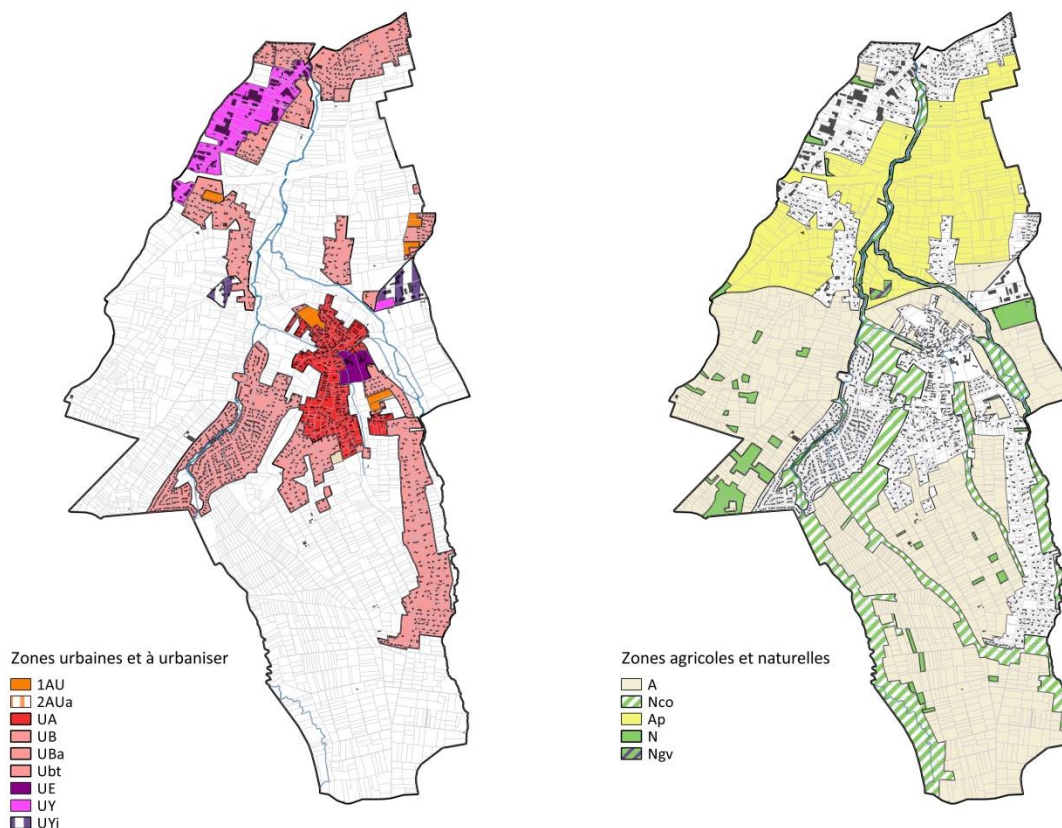 Zones urbaines et à urbaniser
1AU
2AUa
UA
UB
UBa
Ubt
UE
UY
UYi
Zones agricoles et naturelles
A
Nco
Ap
N
Ngv